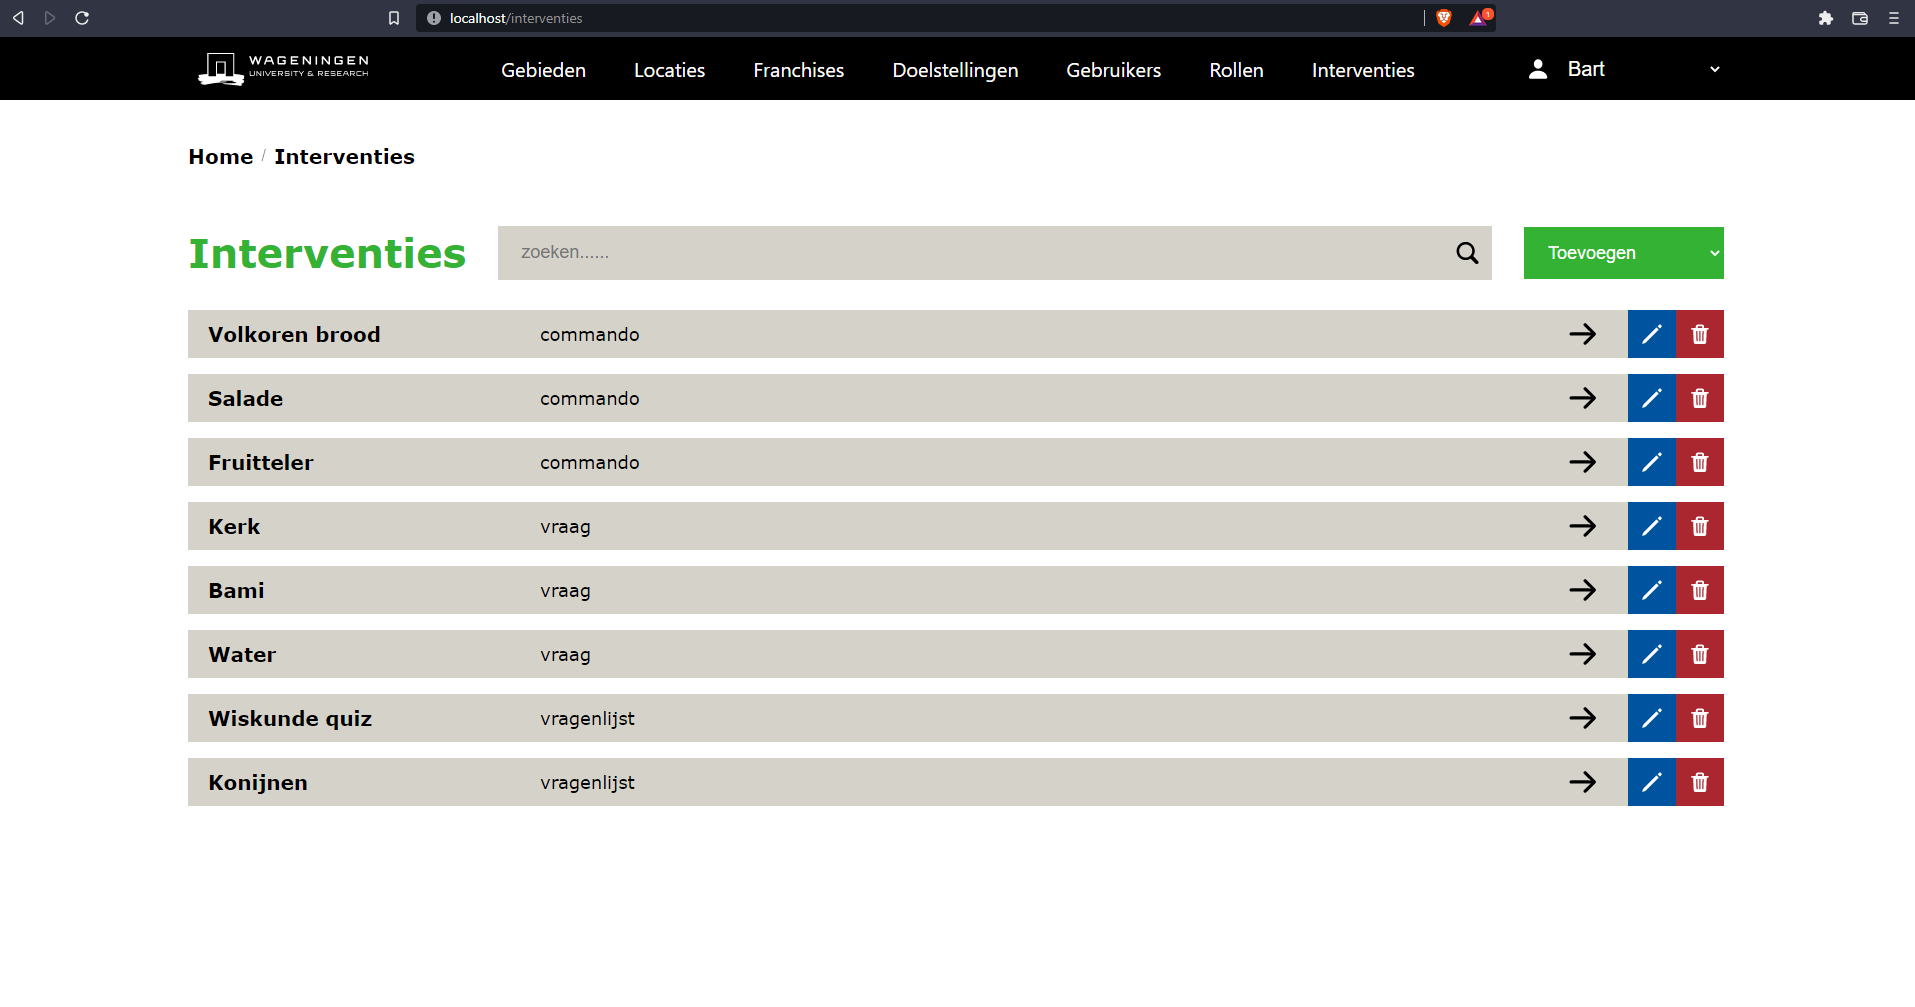 localhost/interventies
1
WAGENINGEN
UNIVERSITY & RESEARCH
Gebieden Locaties Franchises Doelstellingen Gebruikers Rollen Interventies Bart
Home / Interventies
Interventies zoeken...... Toevoegen
Volkoren brood commando
Salade commando
Fruitteler commando
Kerk vraag
Bami vraag
Water vraag
Wiskunde quiz vragenlijst
Konijnen vragenlijst